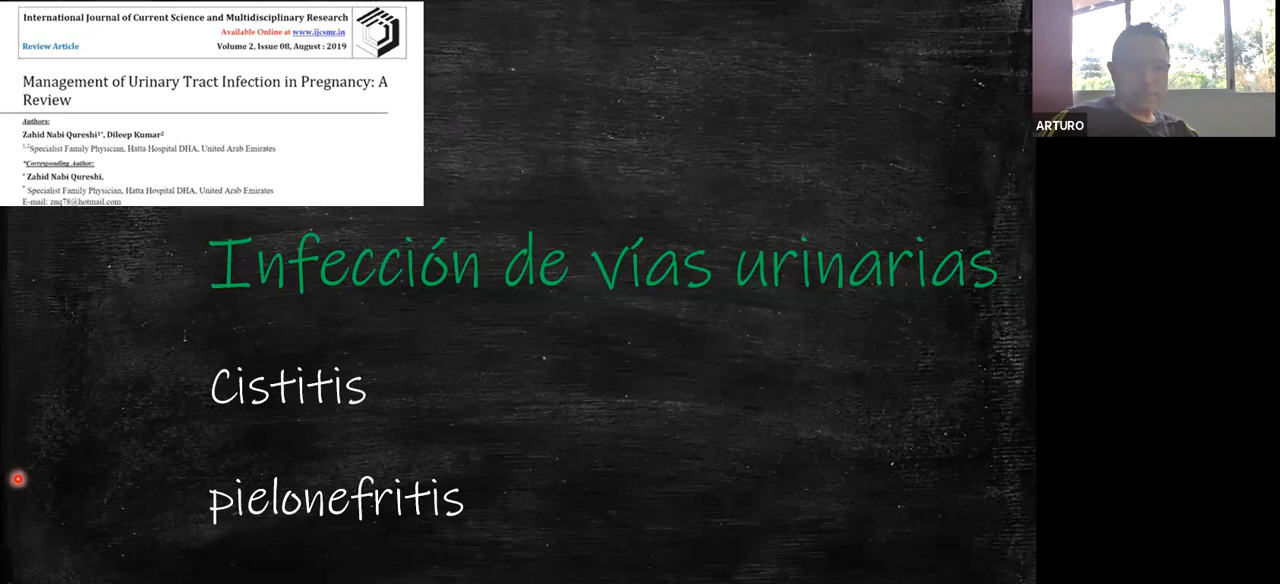 International Journal of Current Science and Multidisciplinary Research
Available Online at www.ijcsmr.in
Review Article
Volume 2, Issue 08, August : 2019
Management of Urinary Tract Infection in Pregnancy: A
Review
Authors:
Zahid Nabi Qureshi¹*, Dileep Kumar²
¹,²Specialist Family Physician, Hatta Hospital DHA, United Arab Emirates
*Corresponding Author:
* Zahid Nabi Qureshi,
* Specialist Family Physician, Hatta Hospital DHA, United Arab Emirates
E-mail: znq78@hotmail.com
ARTURO
Infección de vías urinarias
Cistitis
pielonefritis